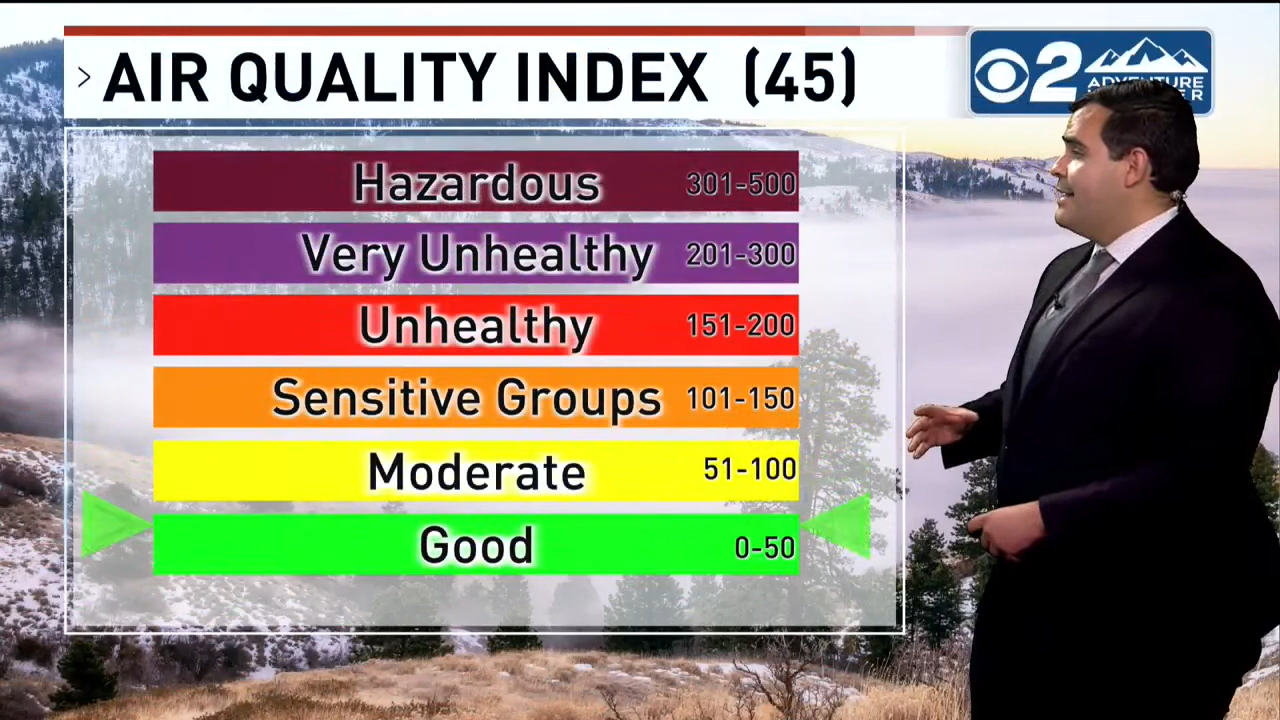 > AIR QUALITY INDEX (45)
2
ADVENTURE
Hazardous 301-500
Very Unhealthy 201-300
Unhealthy 151-200
Sensitive Groups 101-150
Moderate 51-100
Good 0-50